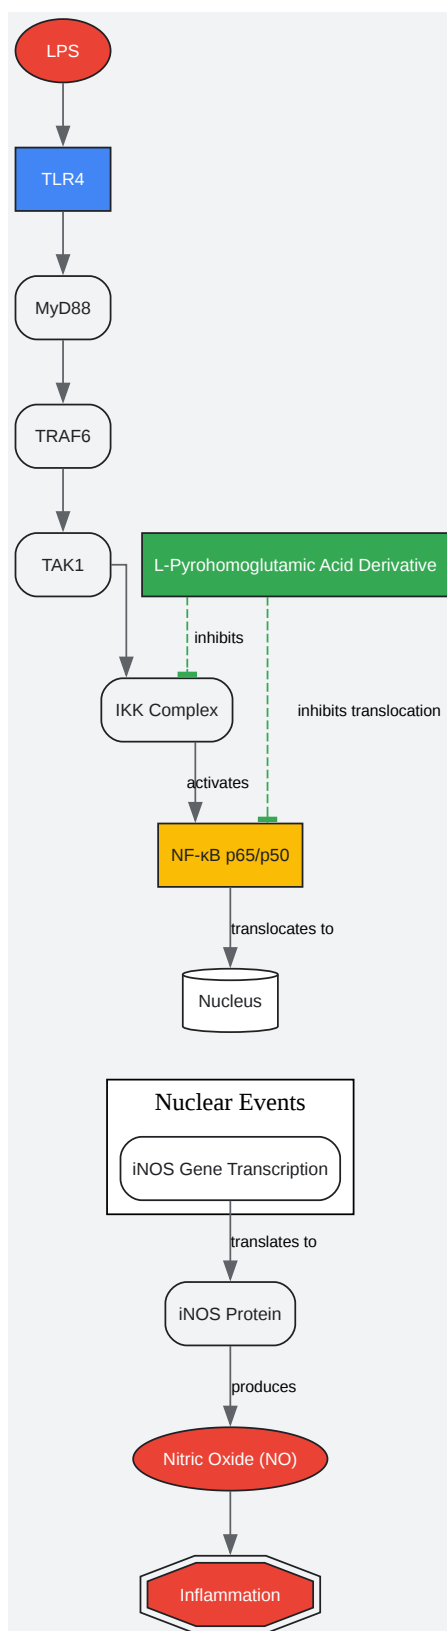 LPS
TLR4
MyD88
TRAF6
TAK1
L-Pyrohomoglutamic Acid Derivative
inhibits
IKK Complex
inhibits translocation
activates
NF-κB p65/p50
translocates to
Nucleus
Nuclear Events
iNOS Gene Transcription
translates to
iNOS Protein
produces
Nitric Oxide (NO)
Inflammation